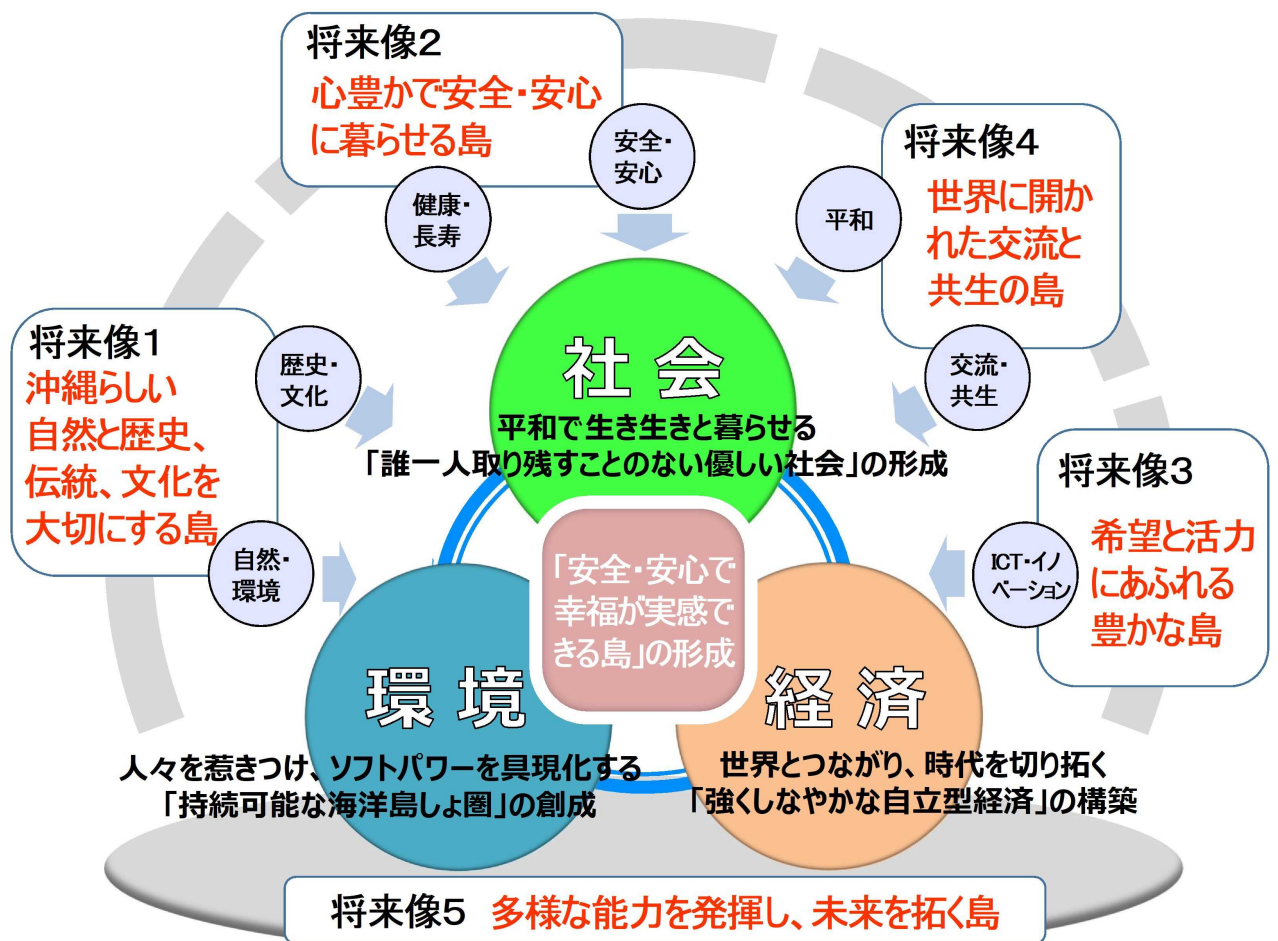 将来像2
心豊かで安全・安心
に暮らせる島
安全・
安心
健康・
長寿
将来像4
世界に開か
れた交流と
共生の島
平和
交流・
共生
将来像1
沖縄らしい
自然と歴史、
伝統、文化を
大切にする島
歴史・
文化
自然・
環境
社会
平和で生き生きと暮らせる
「誰一人取り残すことのない優しい社会」の形成
将来像3
希望と活力
にあふれる
豊かな島
ICT・イノ
ベーション
「安全・安心で
幸福が実感で
きる島」の形成
環境
人々を惹きつけ、ソフトパワーを具現化する
「持続可能な海洋島しょ圏」の創成
経済
世界とつながり、時代を切り拓く
「強くしなやかな自立型経済」の構築
将来像5 多様な能力を発揮し、未来を拓く島